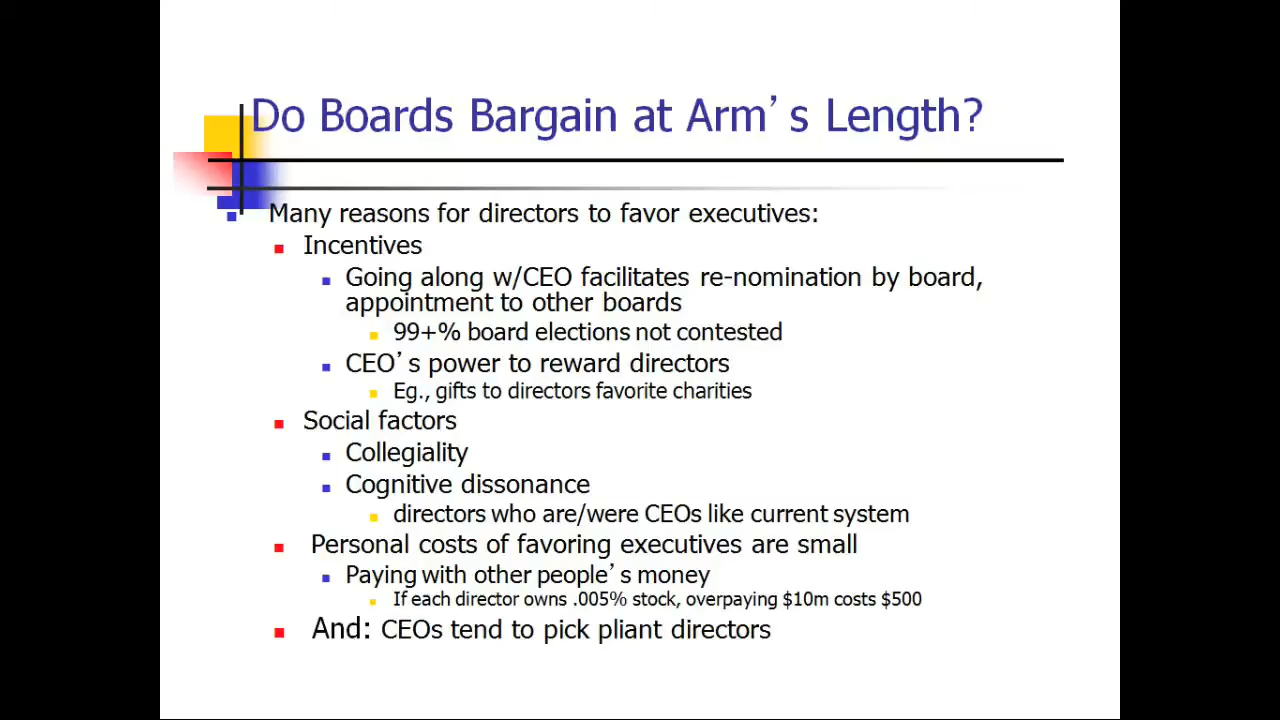 Do Boards Bargain at Arm’s Length?
Many reasons for directors to favor executives:
Incentives
Going along w/CEO facilitates re-nomination by board,
appointment to other boards
99+% board elections not contested
CEO’s power to reward directors
Eg., gifts to directors favorite charities
Social factors
Collegiality
Cognitive dissonance
directors who are/were CEOs like current system
Personal costs of favoring executives are small
Paying with other people’s money
If each director owns .005% stock, overpaying $10m costs $500
And: CEOs tend to pick pliant directors